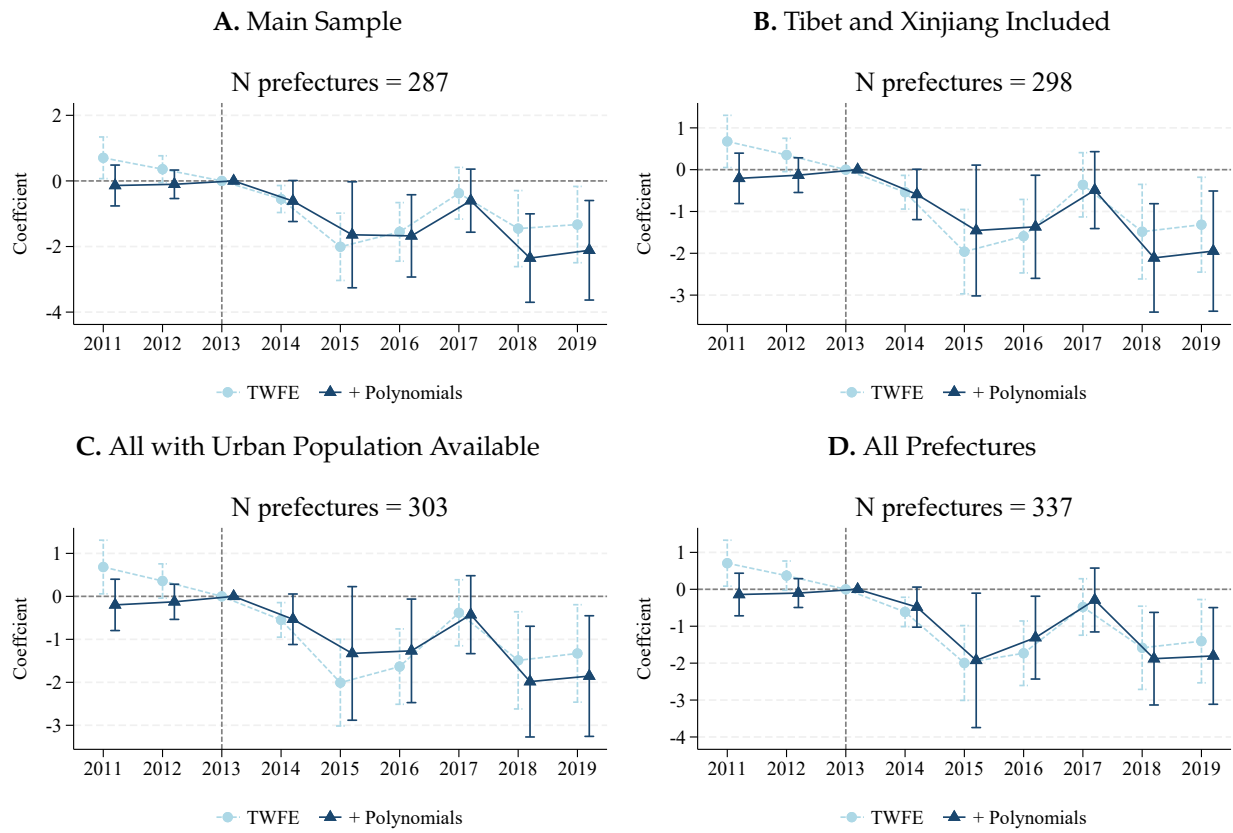 A. Main Sample
N prefectures = 287
Coeffcient
2
0
-2
-4
2011 2012 2013 2014 2015 2016 2017 2018 2019
TWFE + Polynomials
B. Tibet and Xinjiang Included
N prefectures = 298
Coeffcient
1
0
-1
-2
-3
2011 2012 2013 2014 2015 2016 2017 2018 2019
TWFE + Polynomials
C. All with Urban Population Available
N prefectures = 303
Coeffcient
1
0
-1
-2
-3
2011 2012 2013 2014 2015 2016 2017 2018 2019
TWFE + Polynomials
D. All Prefectures
N prefectures = 337
Coeffcient
1
0
-1
-2
-3
-4
2011 2012 2013 2014 2015 2016 2017 2018 2019
TWFE + Polynomials